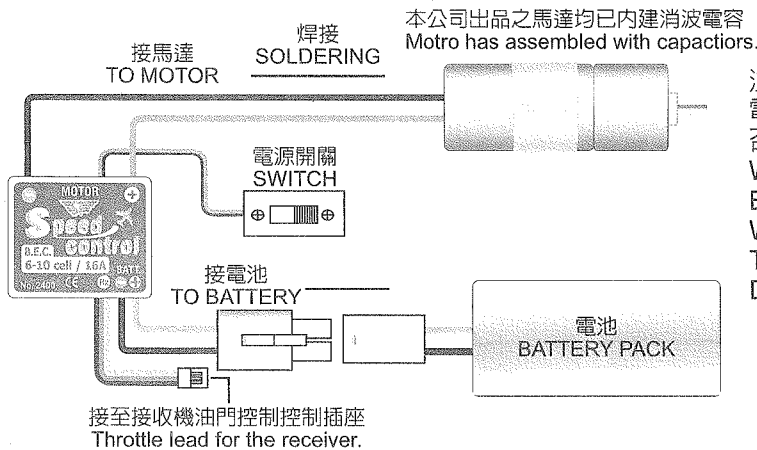 本公司出品之馬達均已內建消波電容
Motro has assembled with capactiors.
焊接
SOLDERING
接馬達
TO MOTOR
電源開關
SWITCH
MOTOR
Speed
control
B.E.C.
6-10 cell / 16A
BATT
No:2400
CE
接電池
TO BATTERY
電池
BATTERY PACK
接至接收機油門控制控制插座
Throttle lead for the receiver.